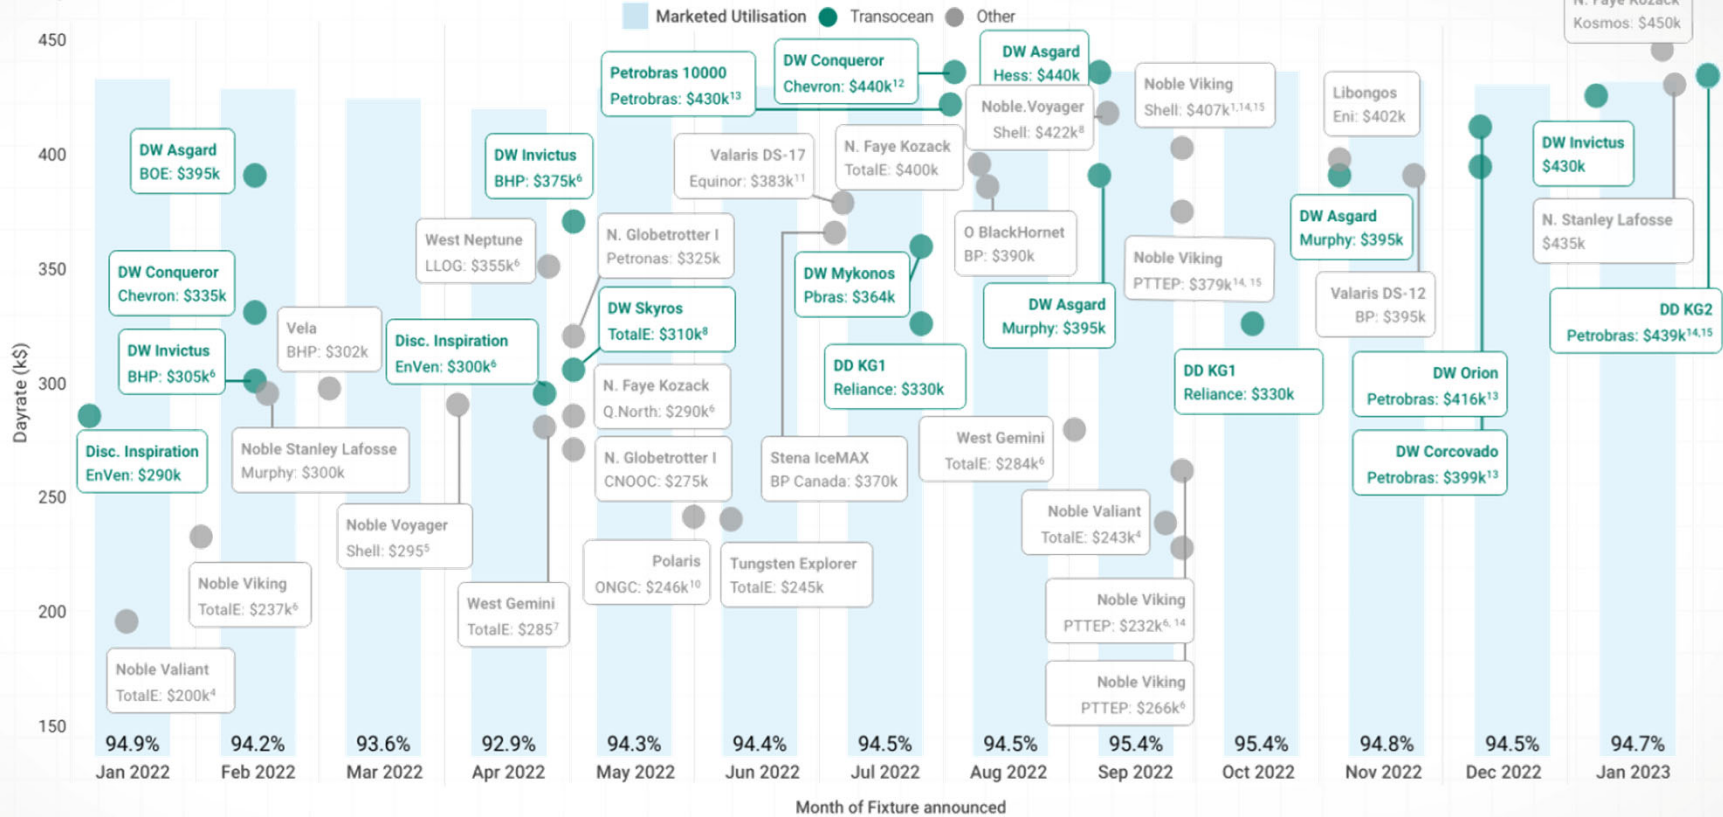 Marketed Utilisation
Transocean
Other
N. Faye Kozack
Kosmos: $450k
450
400
350
300
250
200
150
Dayrate (k$)
DW Asgard
BOE: $395k
DW Conqueror
Chevron: $335k
DW Invictus
BHP: $305k⁶
Disc. Inspiration
EnVen: $290k
Noble Viking
TotalE: $237k⁶
Noble Valiant
TotalE: $200k⁴
Vela
BHP: $302k
Noble Stanley Lafosse
Murphy: $300k
Noble Voyager
Shell: $295⁵
West Neptune
LLOG: $355k⁶
Disc. Inspiration
EnVen: $300k⁶
West Gemini
TotalE: $285⁷
DW Invictus
BHP: $375k⁶
N. Globetrotter I
Petronas: $325k
DW Skyros
TotalE: $310k⁸
N. Faye Kozack
Q.North: $290k⁶
N. Globetrotter I
CNOOC: $275k
Polaris
ONGC: $246k¹⁰
Tungsten Explorer
TotalE: $245k
Petrobras 10000
Petrobras: $430k¹³
DW Conqueror
Chevron: $440k¹²
Valaris DS-17
Equinor: $383k¹¹
N. Faye Kozack
TotalE: $400k
Stena IceMAX
BP Canada: $370k
DW Mykonos
Pbras: $364k
DD KG1
Reliance: $330k
DW Asgard
Hess: $440k
Noble.Voyager
Shell: $422k⁸
O BlackHornet
BP: $390k
DW Asgard
Murphy: $395k
West Gemini
TotalE: $284k⁶
Noble Valiant
TotalE: $243k⁴
Noble Viking
PTTEP: $232k⁶, ¹⁴
Noble Viking
PTTEP: $266k⁶
Noble Viking
Shell: $407k¹,¹⁴,¹⁵
Noble Viking
PTTEP: $379k¹⁴, ¹⁵
DD KG1
Reliance: $330k
Libongos
Eni: $402k
DW Asgard
Murphy: $395k
Valaris DS-12
BP: $395k
DW Orion
Petrobras: $416k¹³
DW Corcovado
Petrobras: $399k¹³
DW Invictus
$430k
N. Stanley Lafosse
$435k
DD KG2
Petrobras: $439k¹⁴,¹⁵
94.9%
94.2%
93.6%
92.9%
94.3%
94.4%
94.5%
94.5%
95.4%
95.4%
94.8%
94.5%
94.7%
Jan 2022
Feb 2022
Mar 2022
Apr 2022
May 2022
Jun 2022
Jul 2022
Aug 2022
Sep 2022
Oct 2022
Nov 2022
Dec 2022
Jan 2023
Month of Fixture announced